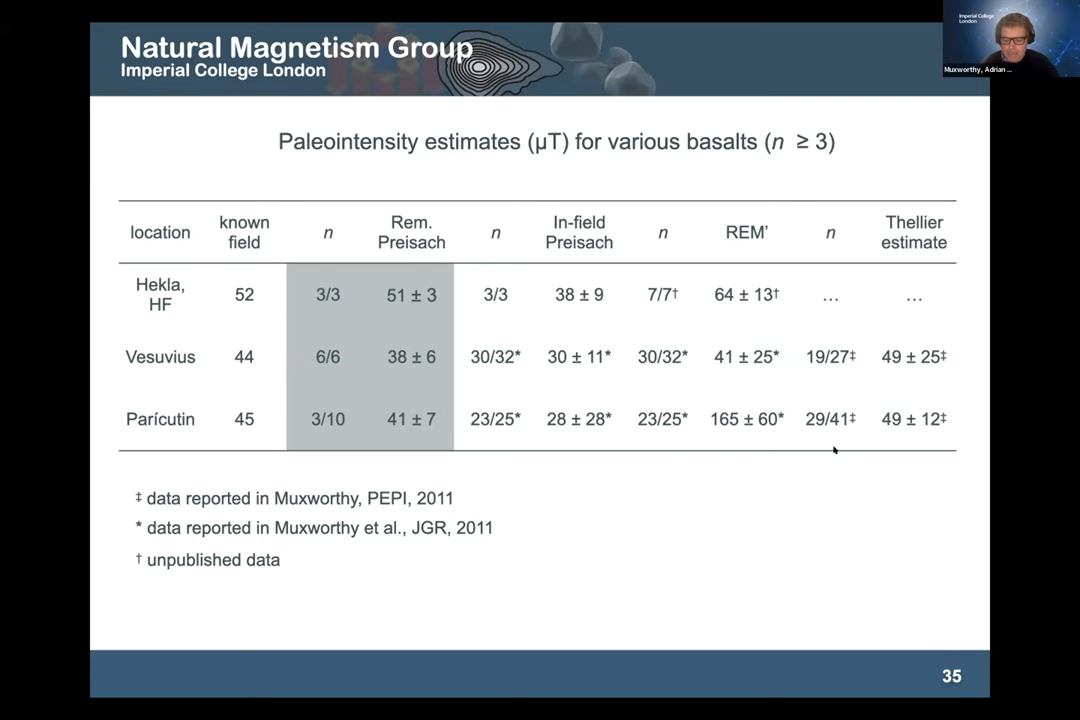 Natural Magnetism Group
Imperial College London
Imperial College
London
Muxworthy, Adrian ...
Paleointensity estimates (μT) for various basalts (n ≥ 3)
location known field n Rem. Preisach n In-field Preisach n REM' n Thellier estimate
Hekla, HF 52 3/3 51 ± 3 3/3 38 ± 9 7/7† 64 ± 13† ... ...
Vesuvius 44 6/6 38 ± 6 30/32* 30 ± 11* 30/32* 41 ± 25* 19/27‡ 49 ± 25‡
Parícutin 45 3/10 41 ± 7 23/25* 28 ± 28* 23/25* 165 ± 60* 29/41‡ 49 ± 12‡
‡ data reported in Muxworthy, PEPI, 2011
* data reported in Muxworthy et al., JGR, 2011
† unpublished data
35